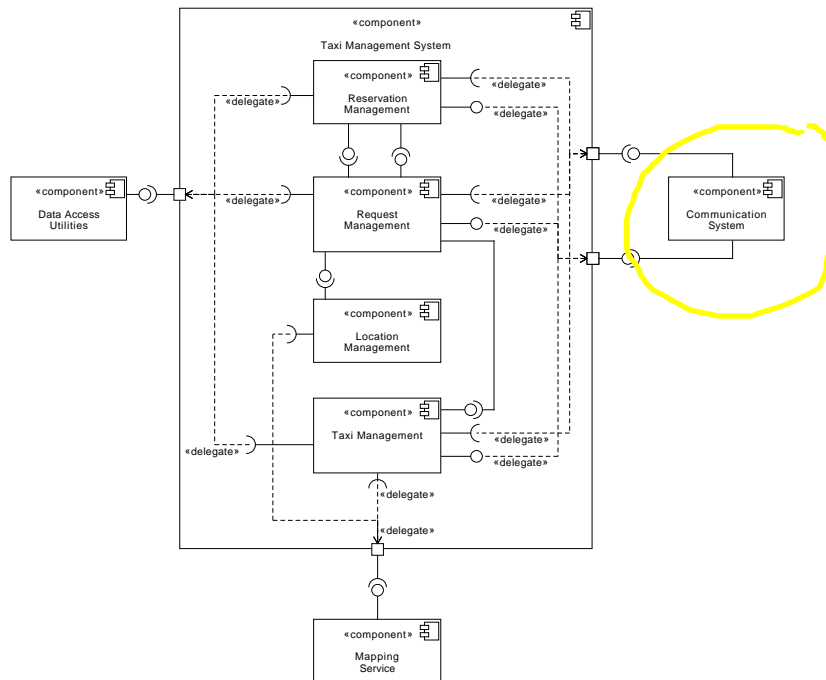 «component»
Taxi Management System
«component»
Reservation
Management
«delegate»
«delegate»
«delegate»
«component»
Data Access
Utilities
«component»
Request
Management
«delegate»
«delegate»
«delegate»
«component»
Communication
System
«component»
Location
Management
«component»
Taxi Management
«delegate»
«delegate»
«delegate»
«delegate»
«delegate»
«component»
Mapping
Service